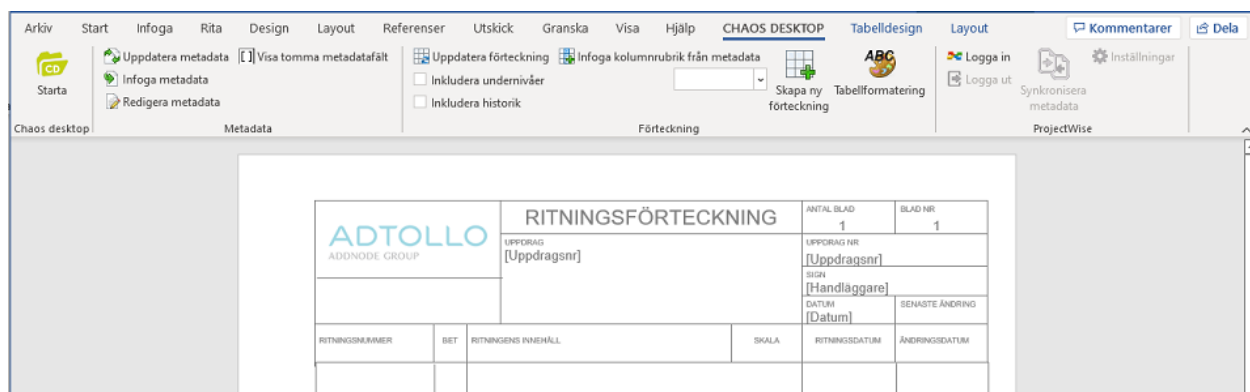 Arkiv Start Infoga Rita Design Layout Referenser Utskick Granska Visa Hjälp CHAOS DESKTOP Tabelldesign Layout Kommentarer Dela
CD
Starta
Chaos desktop
Uppdatera metadata [ ] Visa tomma metadatafält
Infoga metadata
Redigera metadata
Metadata
Uppdatera förteckning Infoga kolumnrubrik från metadata
Inkludera undernivåer
Inkludera historik
Skapa ny
förteckning
ABC
Tabellformatering
Förteckning
Logga in
Logga ut
Synkronisera
metadata
Inställningar
ProjectWise
ADTOLLO
ADDNODE GROUP
RITNINGSFÖRTECKNING
ANTAL BLAD
1
BLAD NR
1
UPPDRAG
[Uppdragsnr]
UPPDRAG NR
[Uppdragsnr]
SIGN
[Handläggare]
DATUM
[Datum]
SENASTE ÄNDRING
RITNINGSNUMMER BET RITNINGENS INNEHÅLL SKALA RITNINGSDATUM ÄNDRINGSDATUM